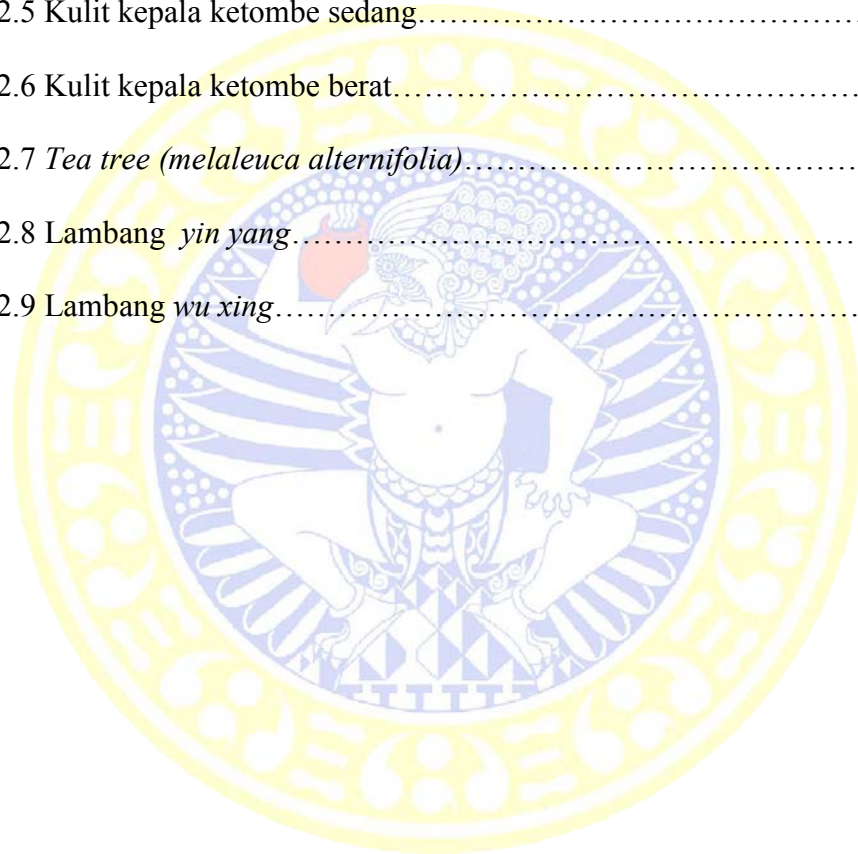 2.5 Kulit kepala ketombe sedang……………………………………
2.6 Kulit kepala ketombe berat………………………………………
2.7 Tea tree (melaleuca alternifolia)…………………………………
2.8 Lambang yin yang…………………………………………………
2.9 Lambang wu xing…………………………………………………